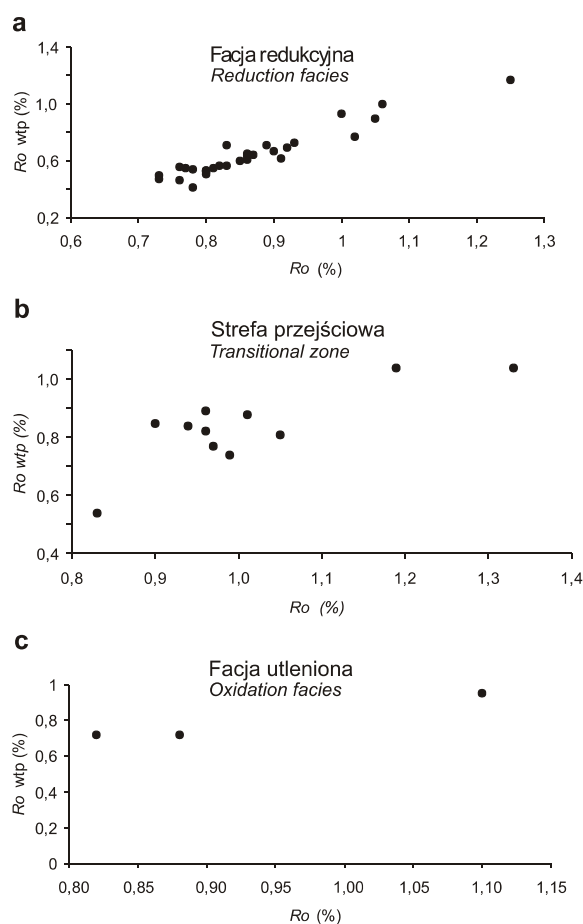 a
Facja redukcyjna
Reduction facies
Ro wtp (%)
1,4
1,0
0,6
0,2
0,6 0,7 0,8 0,9 1 1,1 1,2 1,3
Ro (%)
b
Strefa przejściowa
Transitional zone
Ro wtp (%)
1,0
0,8
0,6
0,4
0,8 0,9 1,0 1,1 1,2 1,3 1,4
Ro (%)
c
Facja utleniona
Oxidation facies
Ro wtp (%)
1
0,8
0,6
0,4
0,2
0
0,80 0,85 0,90 0,95 1,00 1,05 1,10 1,15
Ro (%)